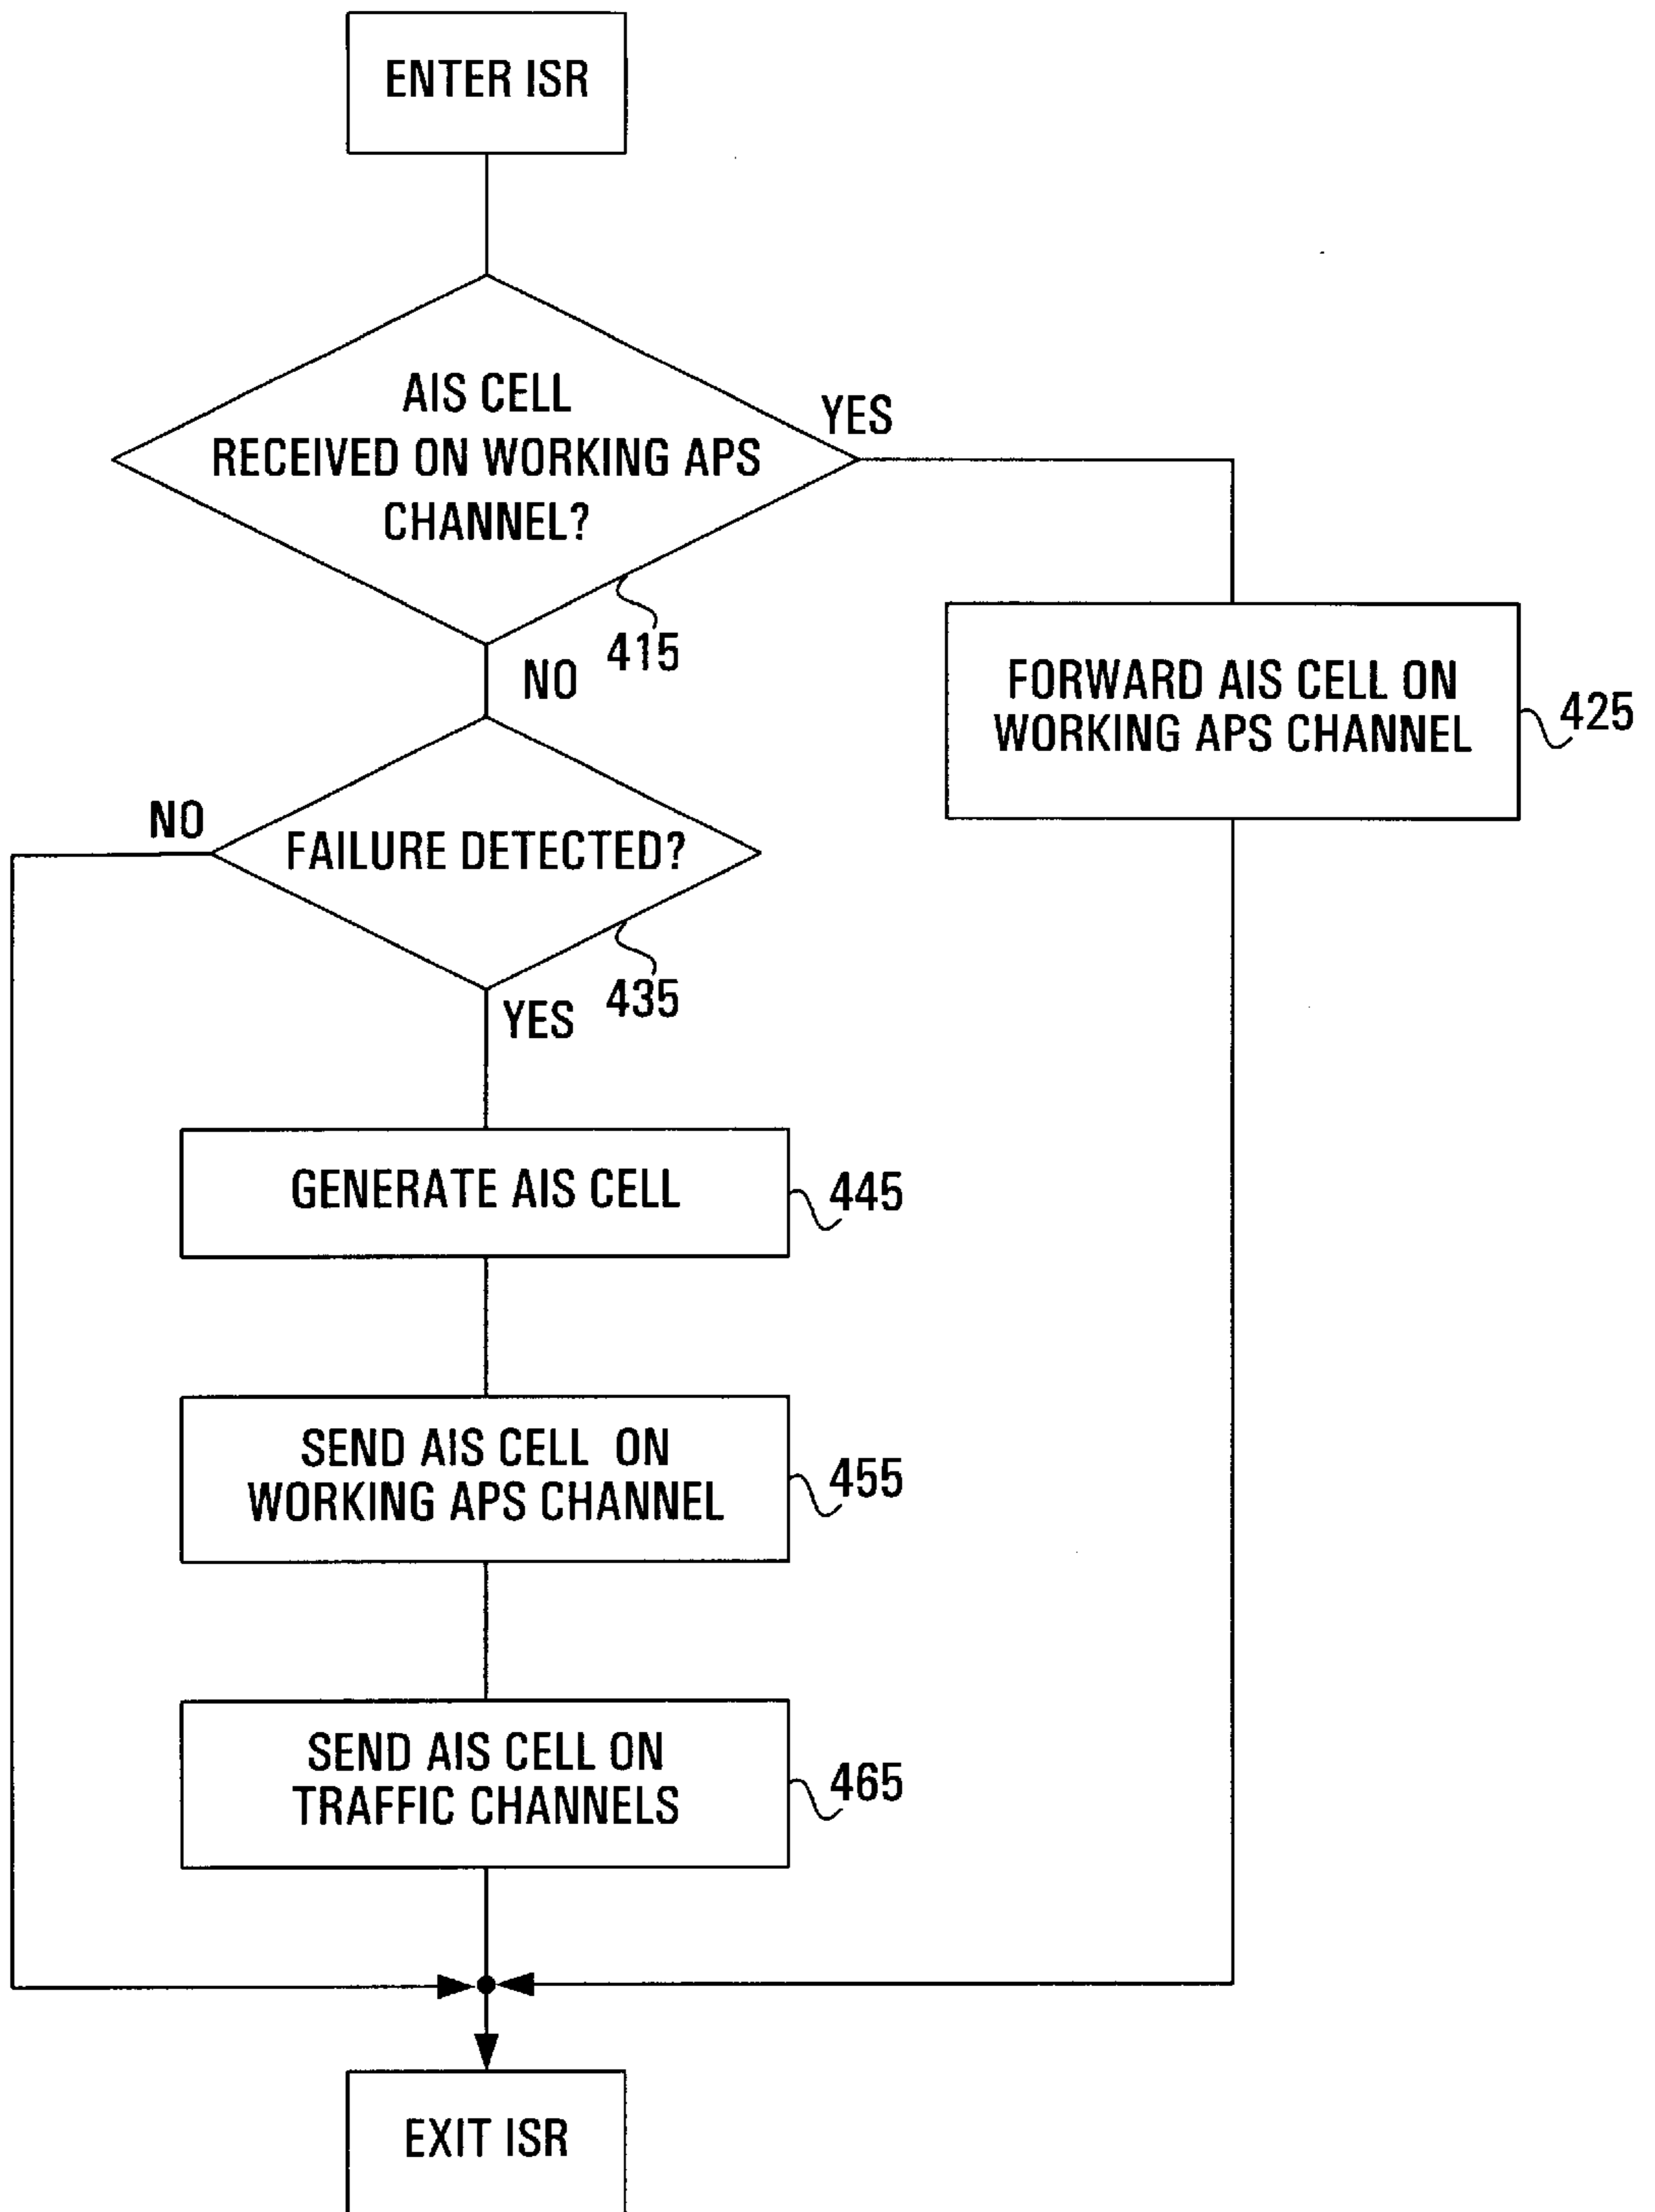 ENTER ISR
AIS CELL
RECEIVED ON WORKING APS
CHANNEL?
YES
415
NO
FORWARD AIS CELL ON
WORKING APS CHANNEL
425
NO
FAILURE DETECTED?
435
YES
GENERATE AIS CELL
445
SEND AIS CELL ON
WORKING APS CHANNEL
455
SEND AIS CELL ON
TRAFFIC CHANNELS
465
EXIT ISR